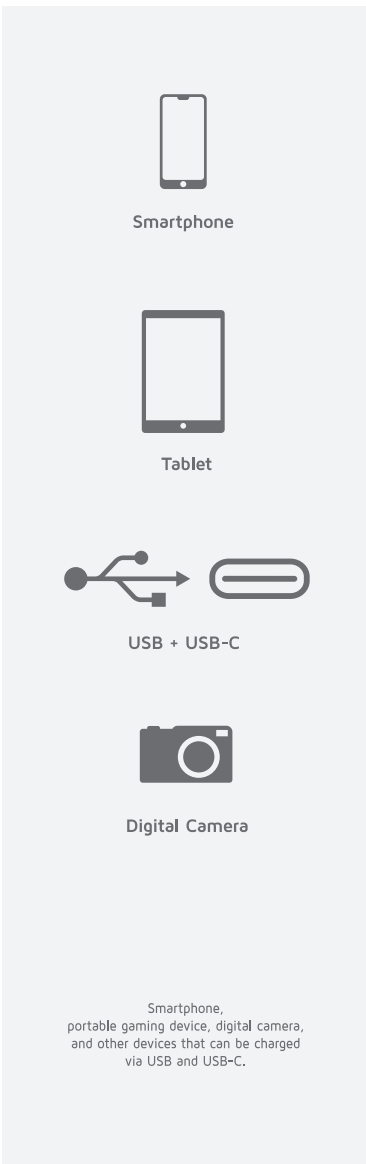 Smartphone
Tablet
USB + USB-C
Digital Camera
Smartphone,
portable gaming device, digital camera,
and other devices that can be charged
via USB and USB-C.